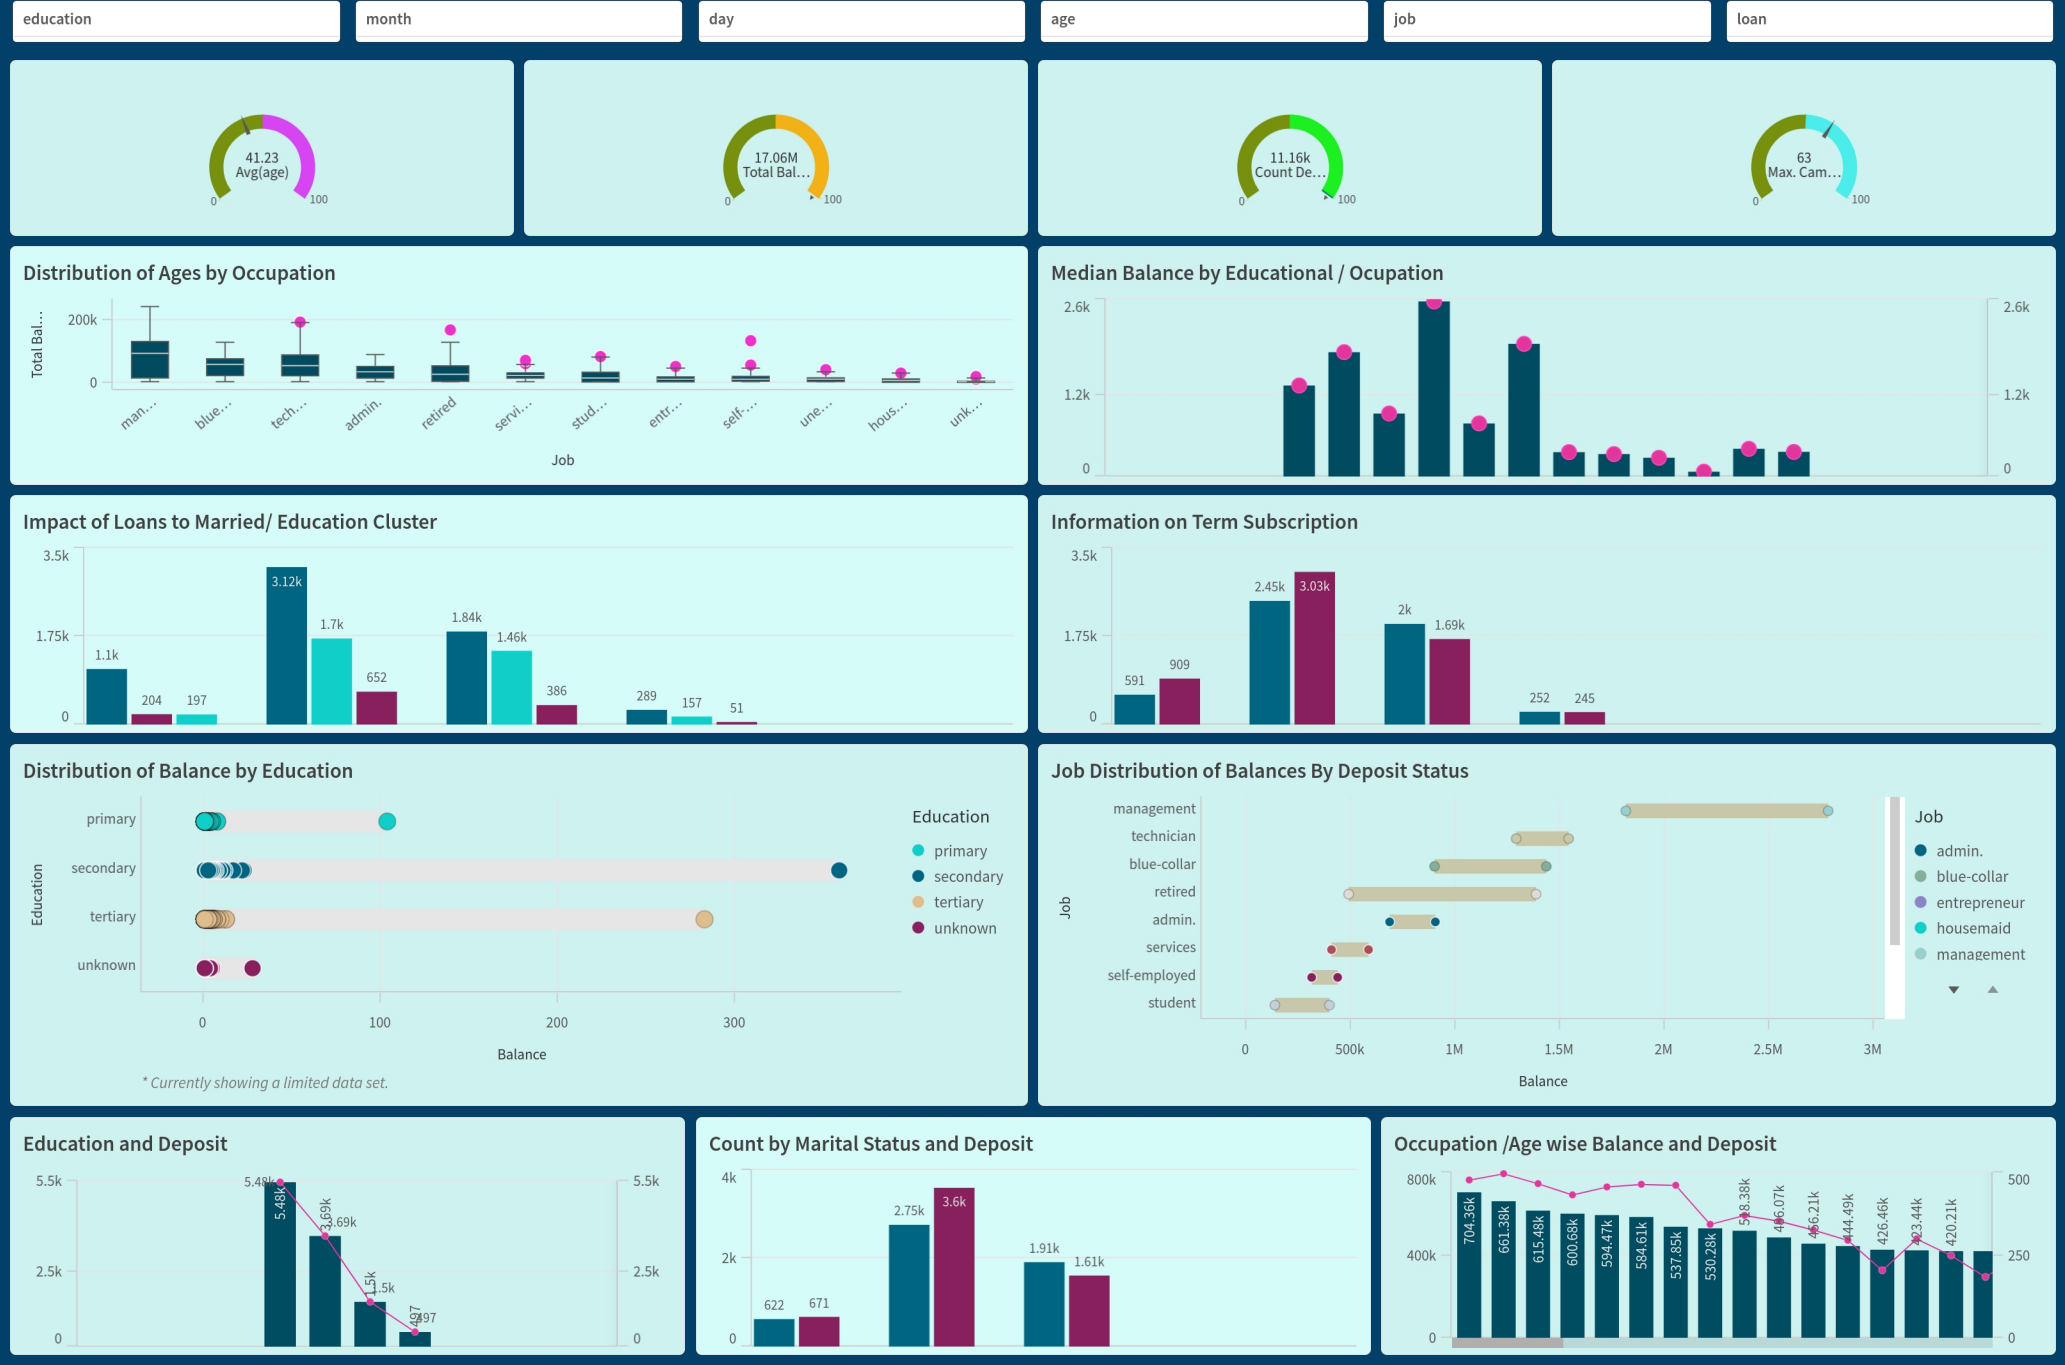 education
month
day
age
job
loan
41.23
Avg(age)
0
100
17.06M
Total Bal...
0
100
11.16k
Count De...
0
100
63
Max. Cam...
0
100
Distribution of Ages by Occupation
Total Bal...
200k
0
man...
blue...
tech...
admin.
retired
servi...
stud...
entr...
self-...
une...
hous...
unk...
Job
Median Balance by Educational / Ocupation
2.6k
1.2k
0
2.6k
1.2k
0
Impact of Loans to Married/ Education Cluster
3.5k
1.75k
0
1.1k
204
197
3.12k
1.7k
652
1.84k
1.46k
386
289
157
51
Information on Term Subscription
3.5k
1.75k
0
591
909
2.45k
3.03k
2k
1.69k
252
245
Distribution of Balance by Education
Education
primary
secondary
tertiary
unknown
0
100
200
300
Balance
* Currently showing a limited data set.
Education
primary
secondary
tertiary
unknown
Job Distribution of Balances By Deposit Status
Job
management
technician
blue-collar
retired
admin.
services
self-employed
student
0
500k
1M
1.5M
2M
2.5M
3M
Balance
Job
admin.
blue-collar
entrepreneur
housemaid
management
Education and Deposit
5.5k
2.5k
0
5.48k
5.48k
3.69k
3.69k
1.5k
1.5k
497
497
5.5k
2.5k
0
Count by Marital Status and Deposit
4k
2k
0
622
671
2.75k
3.6k
1.91k
1.61k
Occupation /Age wise Balance and Deposit
800k
400k
0
704.36k
661.38k
615.48k
600.68k
594.47k
584.61k
537.85k
530.28k
456.21k
444.49k
426.46k
423.44k
420.21k
500
250
0